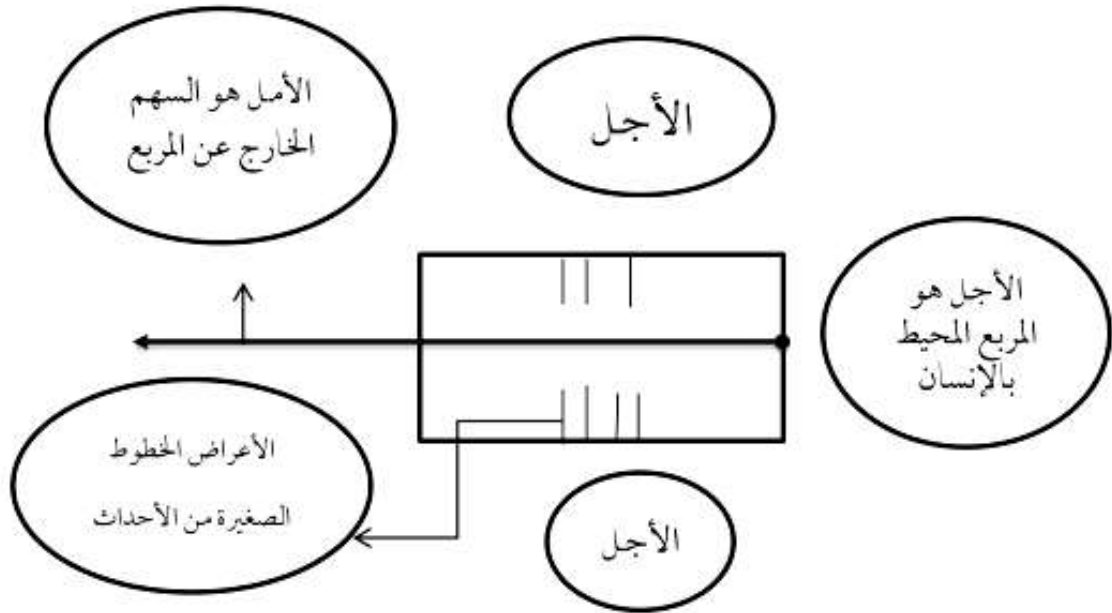 الأجل
الأمل هو السهم
الخارج عن المربع
الأجل هو
المربع المحيط
بالإنسان
الأعراض الخطوط
الصغيرة من الأحداث
الأجل